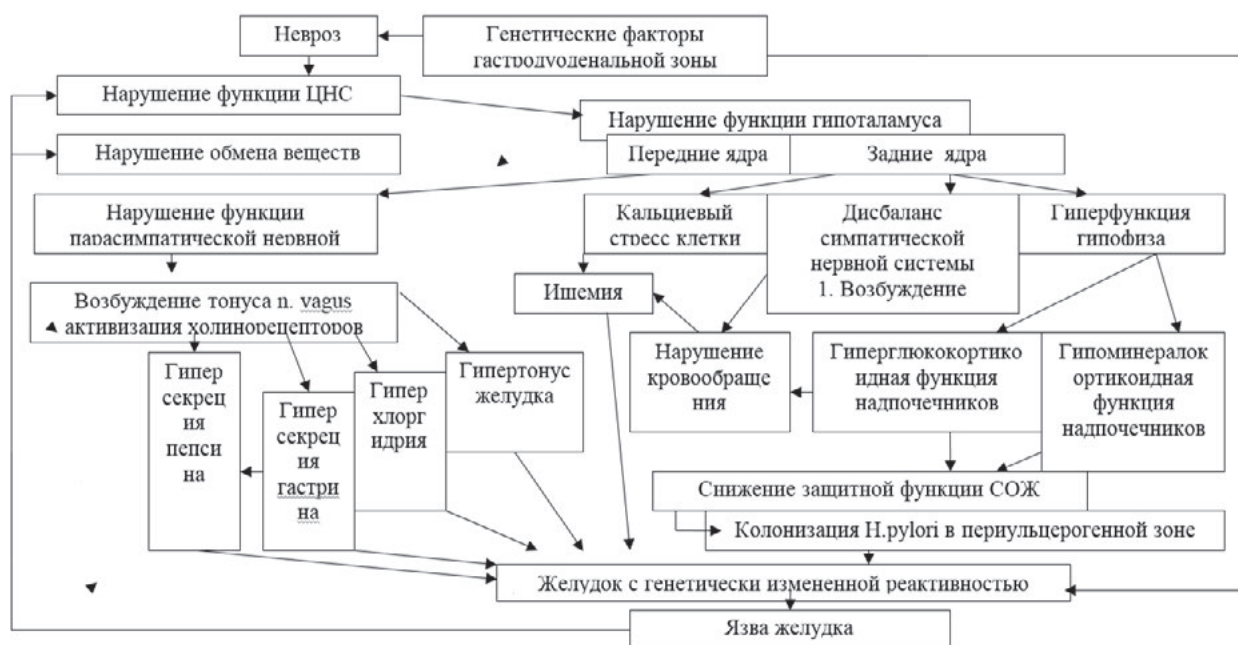 Невроз
Генетические факторы
гастродуоденальной зоны
Нарушение функции ЦНС
Нарушение функции гипоталамуса
Нарушение обмена веществ
Передние ядра
Задние ядра
Нарушение функции
парасимпатической нервной
Кальциевый
стресс клетки
Дисбаланс
симпатической
нервной системы
1. Возбуждение
Гиперфункция
гипофиза
Возбуждение тонуса n. vagus
активизация холинорецепторов
Ишемия
Гипер
секрец
ия
пепси
на
Гипер
секрец
ия
гастри
на
Гипер
хлорг
идрия
Гипертонус
желудка
Нарушение
кровообраще
ния
Гиперглюкокортико
идная функция
надпочечников
Гипоминералок
ортикоидная
функция
надпочечников
Снижение защитной функции СОЖ
Колонизация H.pylori в периульцерогенной зоне
Желудок с генетически измененной реактивностью
Язва желудка